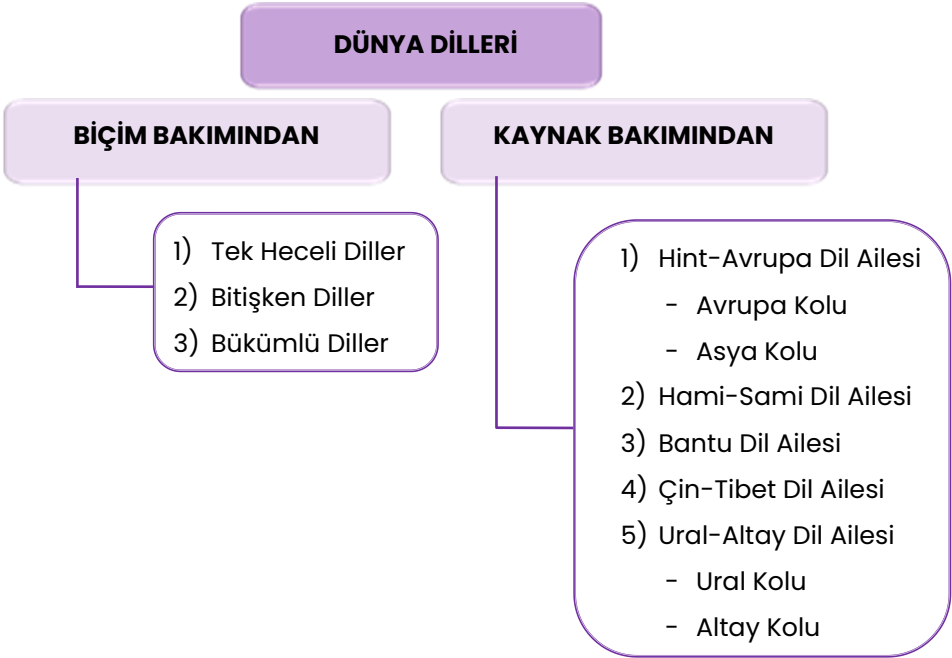 DÜNYA DİLLERİ
BİÇİM BAKIMINDAN
1) Tek Heceli Diller
2) Bitişken Diller
3) Bükümlü Diller
KAYNAK BAKIMINDAN
1) Hint-Avrupa Dil Ailesi
- Avrupa Kolu
- Asya Kolu
2) Hami-Sami Dil Ailesi
3) Bantu Dil Ailesi
4) Çin-Tibet Dil Ailesi
5) Ural-Altay Dil Ailesi
- Ural Kolu
- Altay Kolu